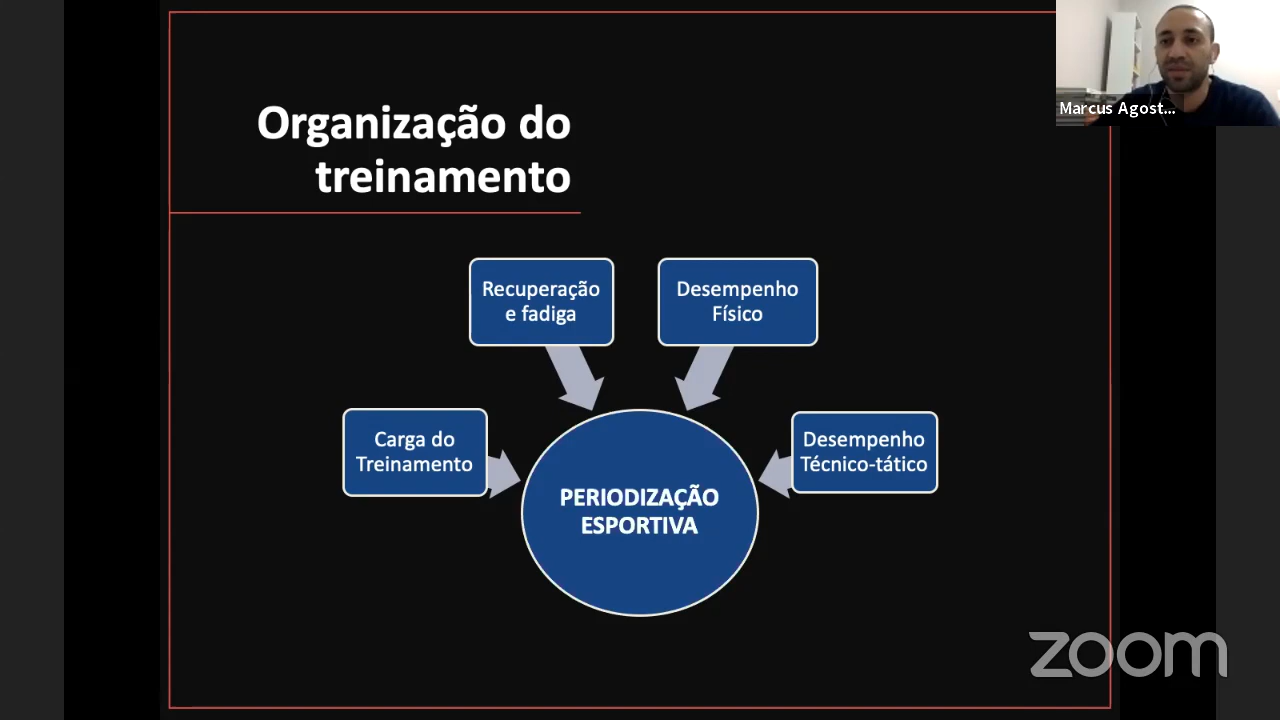 Organização do
treinamento
Recuperação
e fadiga
Desempenho
Físico
Carga do
Treinamento
Desempenho
Técnico-tático
PERIODIZAÇÃO
ESPORTIVA
Marcus Agost...
zoom